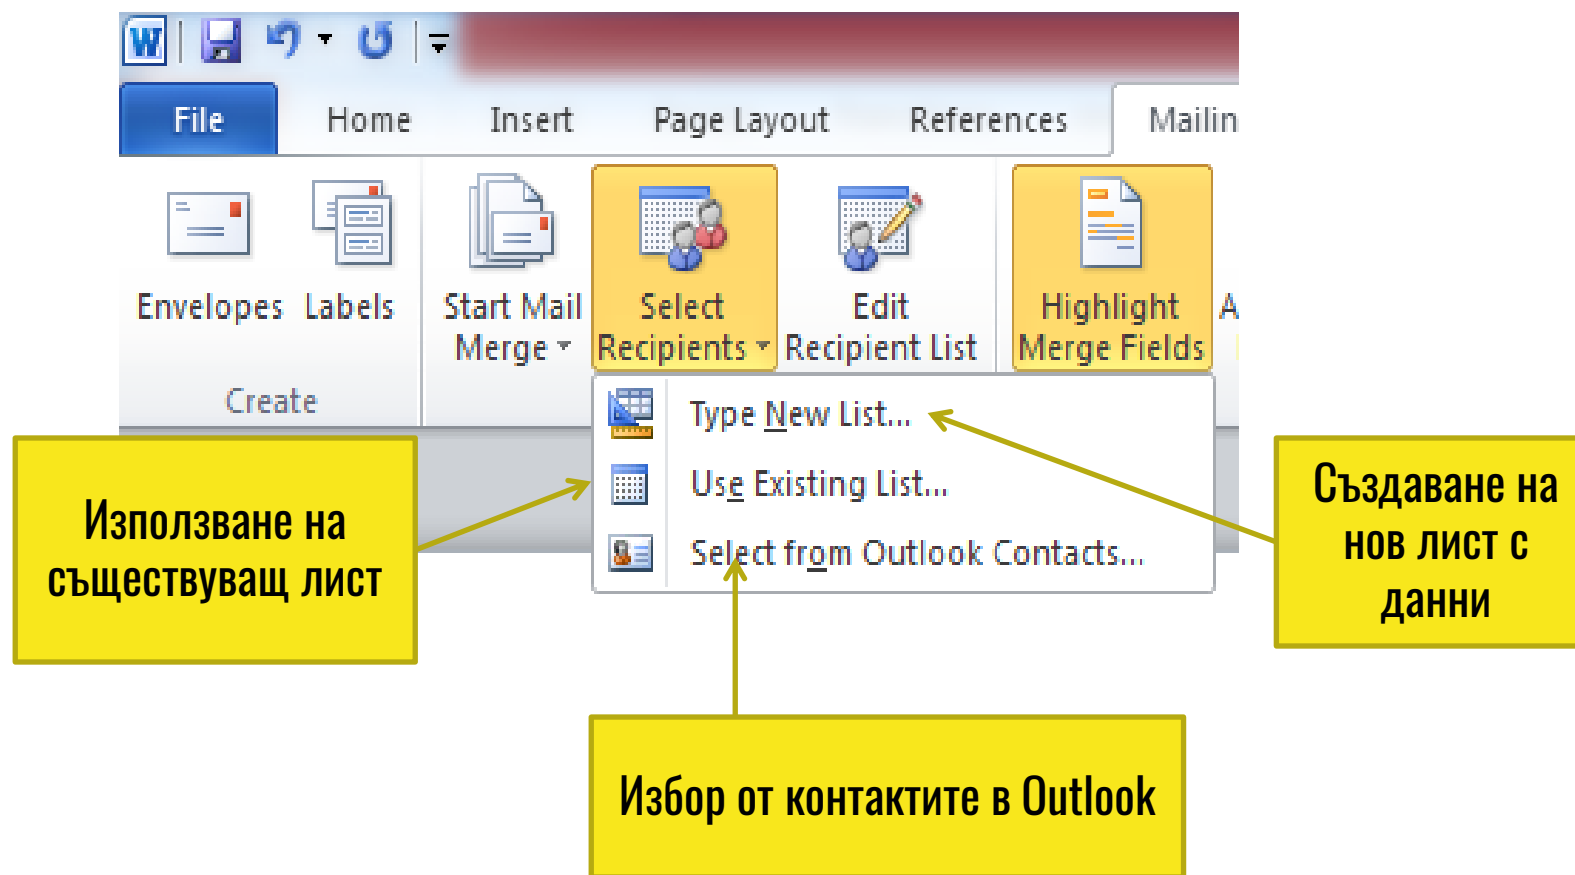 W
File Home Insert Page Layout References Mailin
Envelopes Labels Start Mail Merge Select Recipients Edit Recipient List Highlight Merge Fields A
Create
Type New List...
Use Existing List...
Select from Outlook Contacts...
Използване на
съществуващ лист
Създаване на
нов лист с
данни
Избор от контактите в Outlook